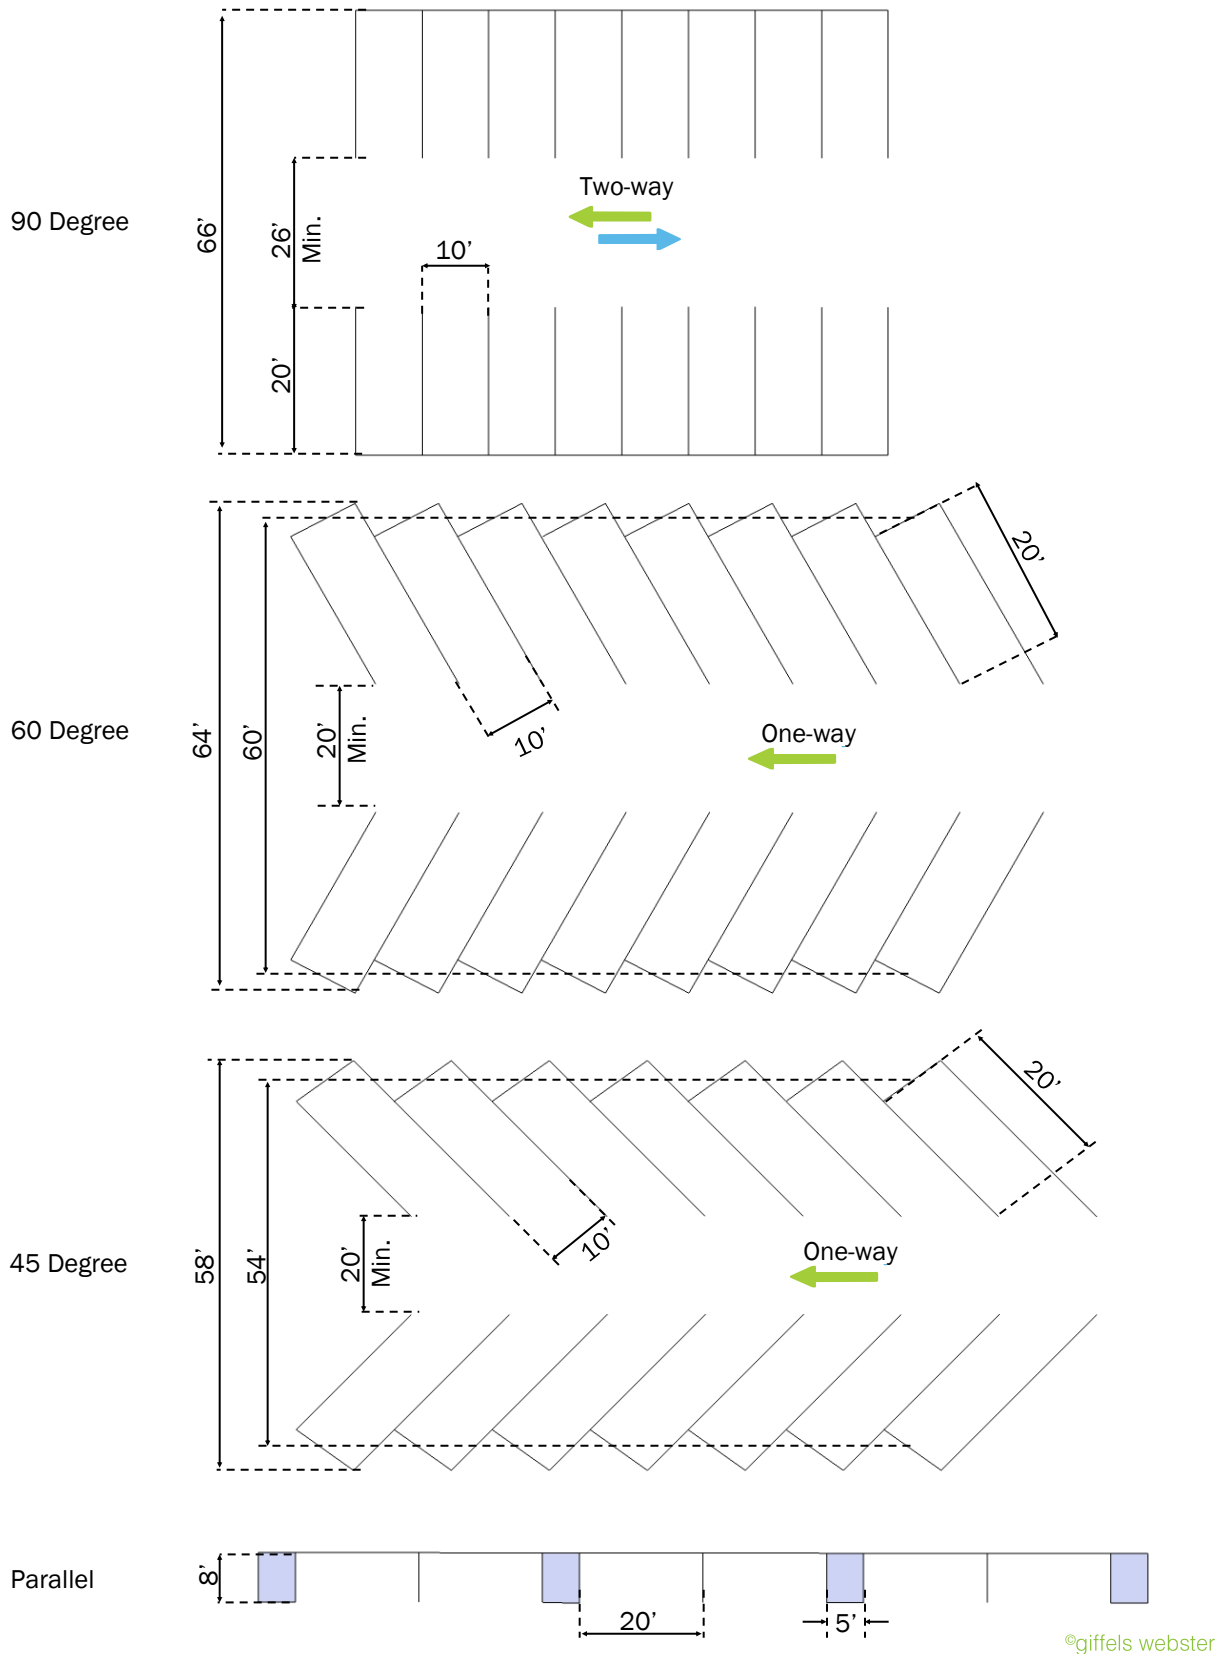 90 Degree
66’
26’
Min.
20’
10’
Two-way
60 Degree
64’
60’
20’
Min.
10’
20’
One-way
45 Degree
58’
54’
20’
Min.
10’
20’
One-way
Parallel
8’
20’
5’
©giffels webster